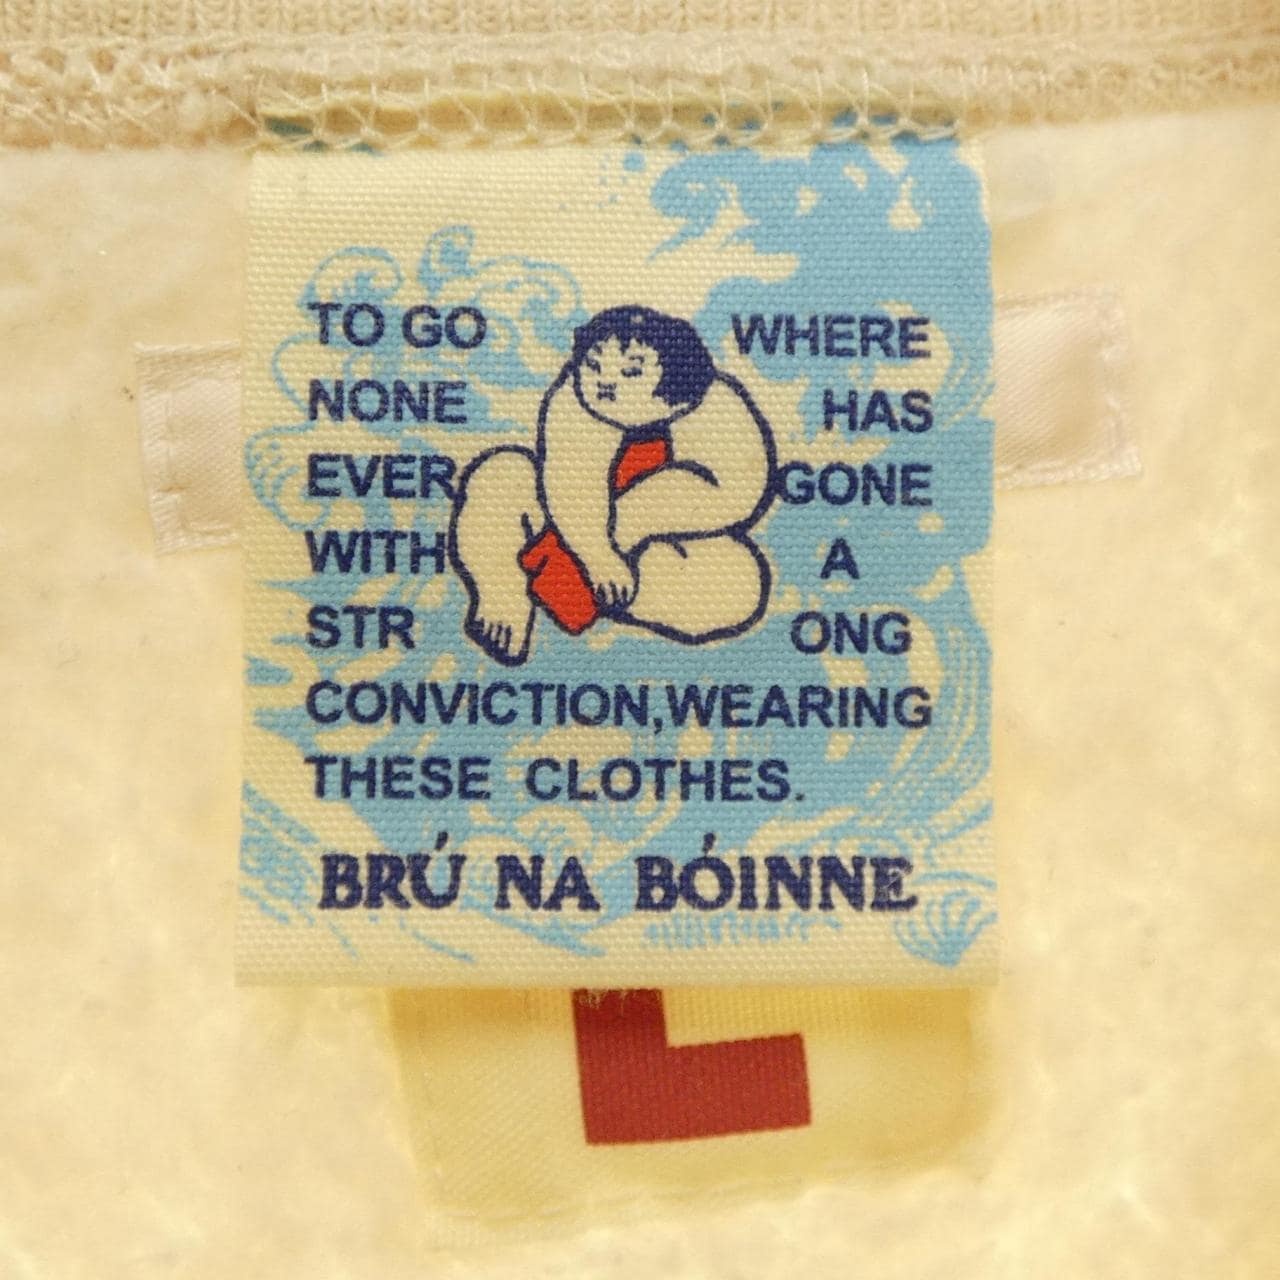 TO GO WHERE
NONE HAS
EVER GONE
WITH A
STR ONG
CONVICTION,WEARING
THESE CLOTHES.
BRÚ NA BÓINNE
L